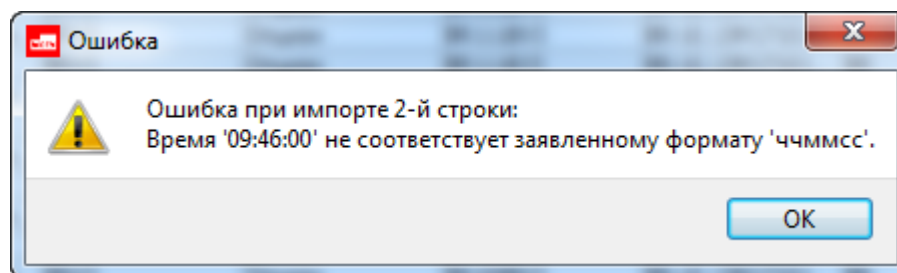 Ошибка
Ошибка при импорте 2-й строки:
Время '09:46:00' не соответствует заявленному формату 'ччммсс'.
OK